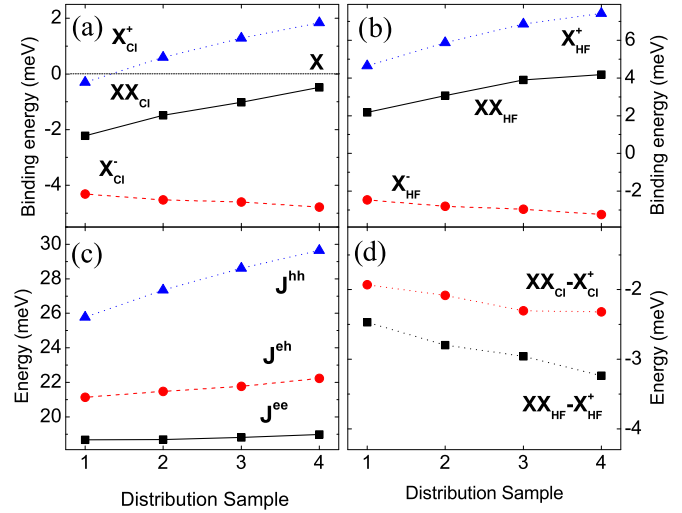 (a)
X⁺CI
X
XXCI
X⁻CI
2
0
-2
-4
Binding energy (meV)
(b)
X⁺HF
XXHF
X⁻HF
6
4
2
0
-2
Binding energy (meV)
(c)
Jʰʰ
Jᵉʰ
Jᵉᵉ
30
28
26
24
22
20
Energy (meV)
1 2 3 4
Distribution Sample
(d)
XXCI-X⁺CI
XXHF-X⁺HF
-2
-3
-4
Energy (meV)
1 2 3 4
Distribution Sample